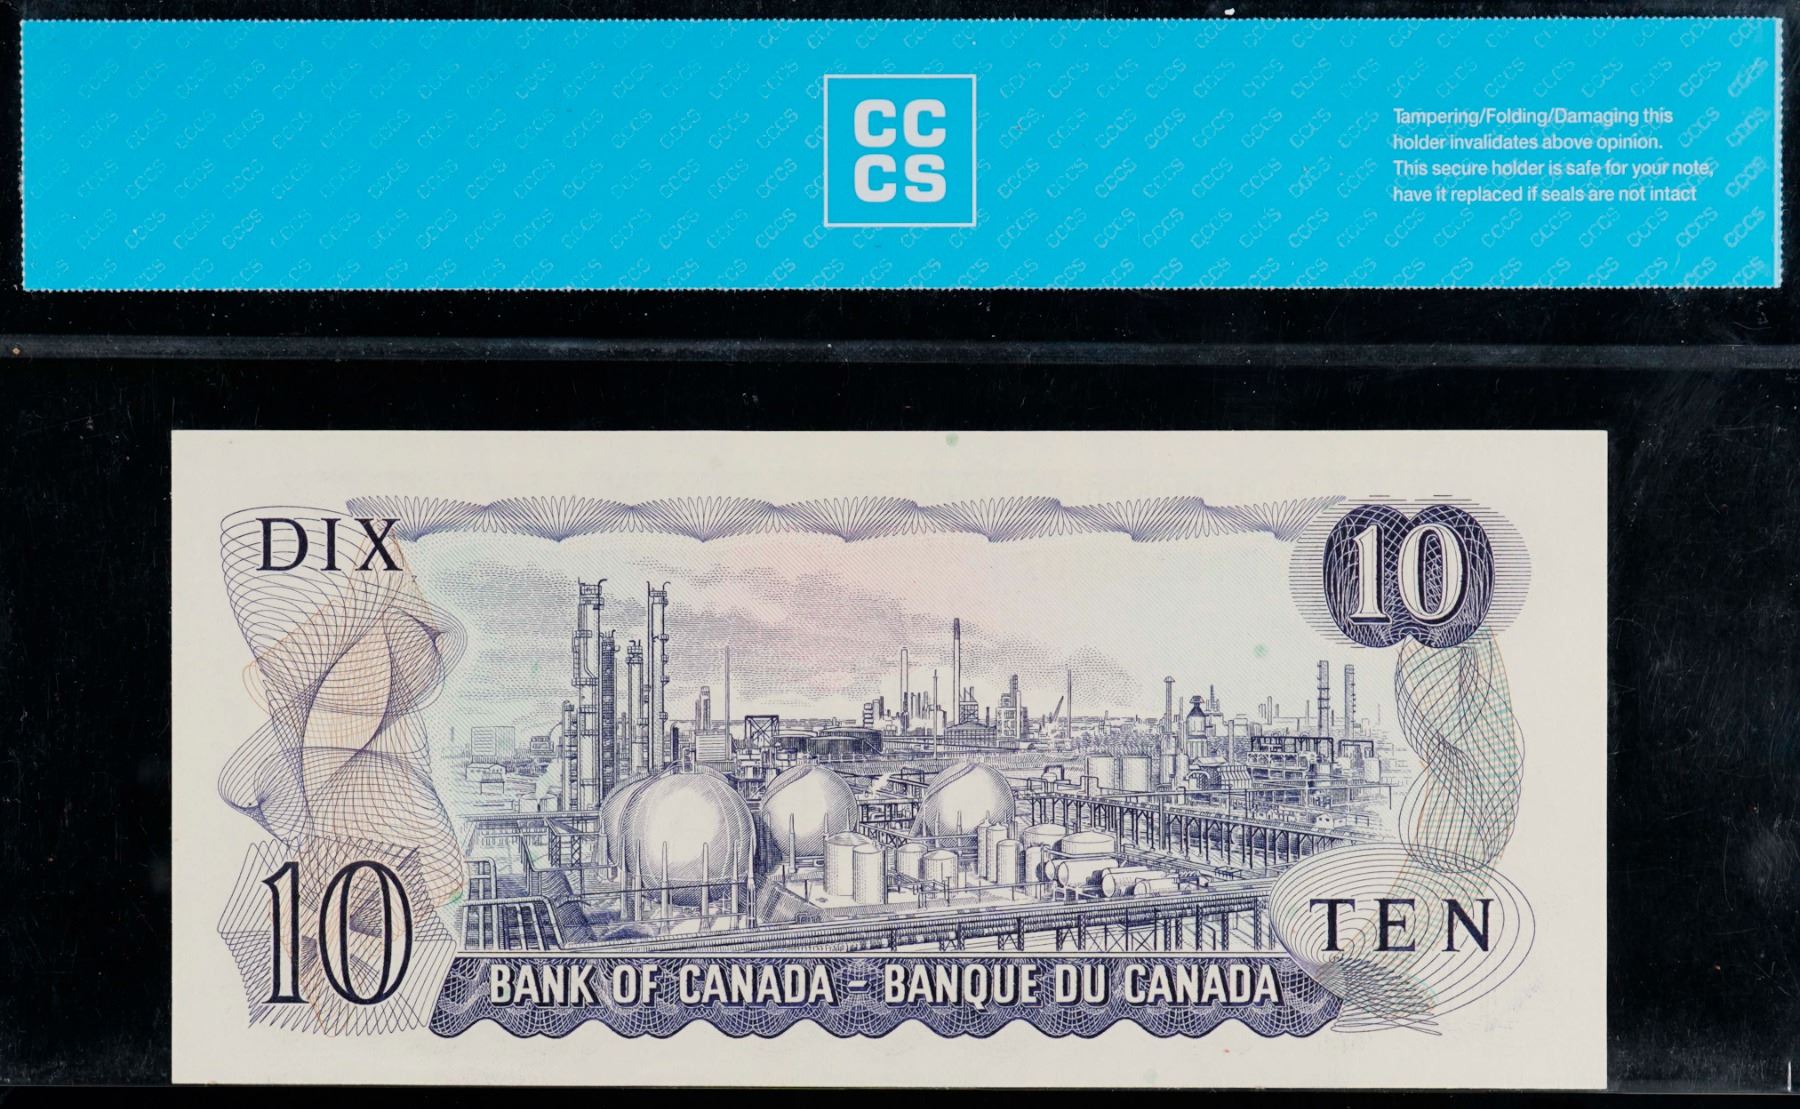 CC
CS
Tampering/Folding/Damaging this
holder invalidates above opinion.
This secure holder is safe for your note,
have it replaced if seals are not intact
DIX
10
10
TEN
BANK OF CANADA – BANQUE DU CANADA